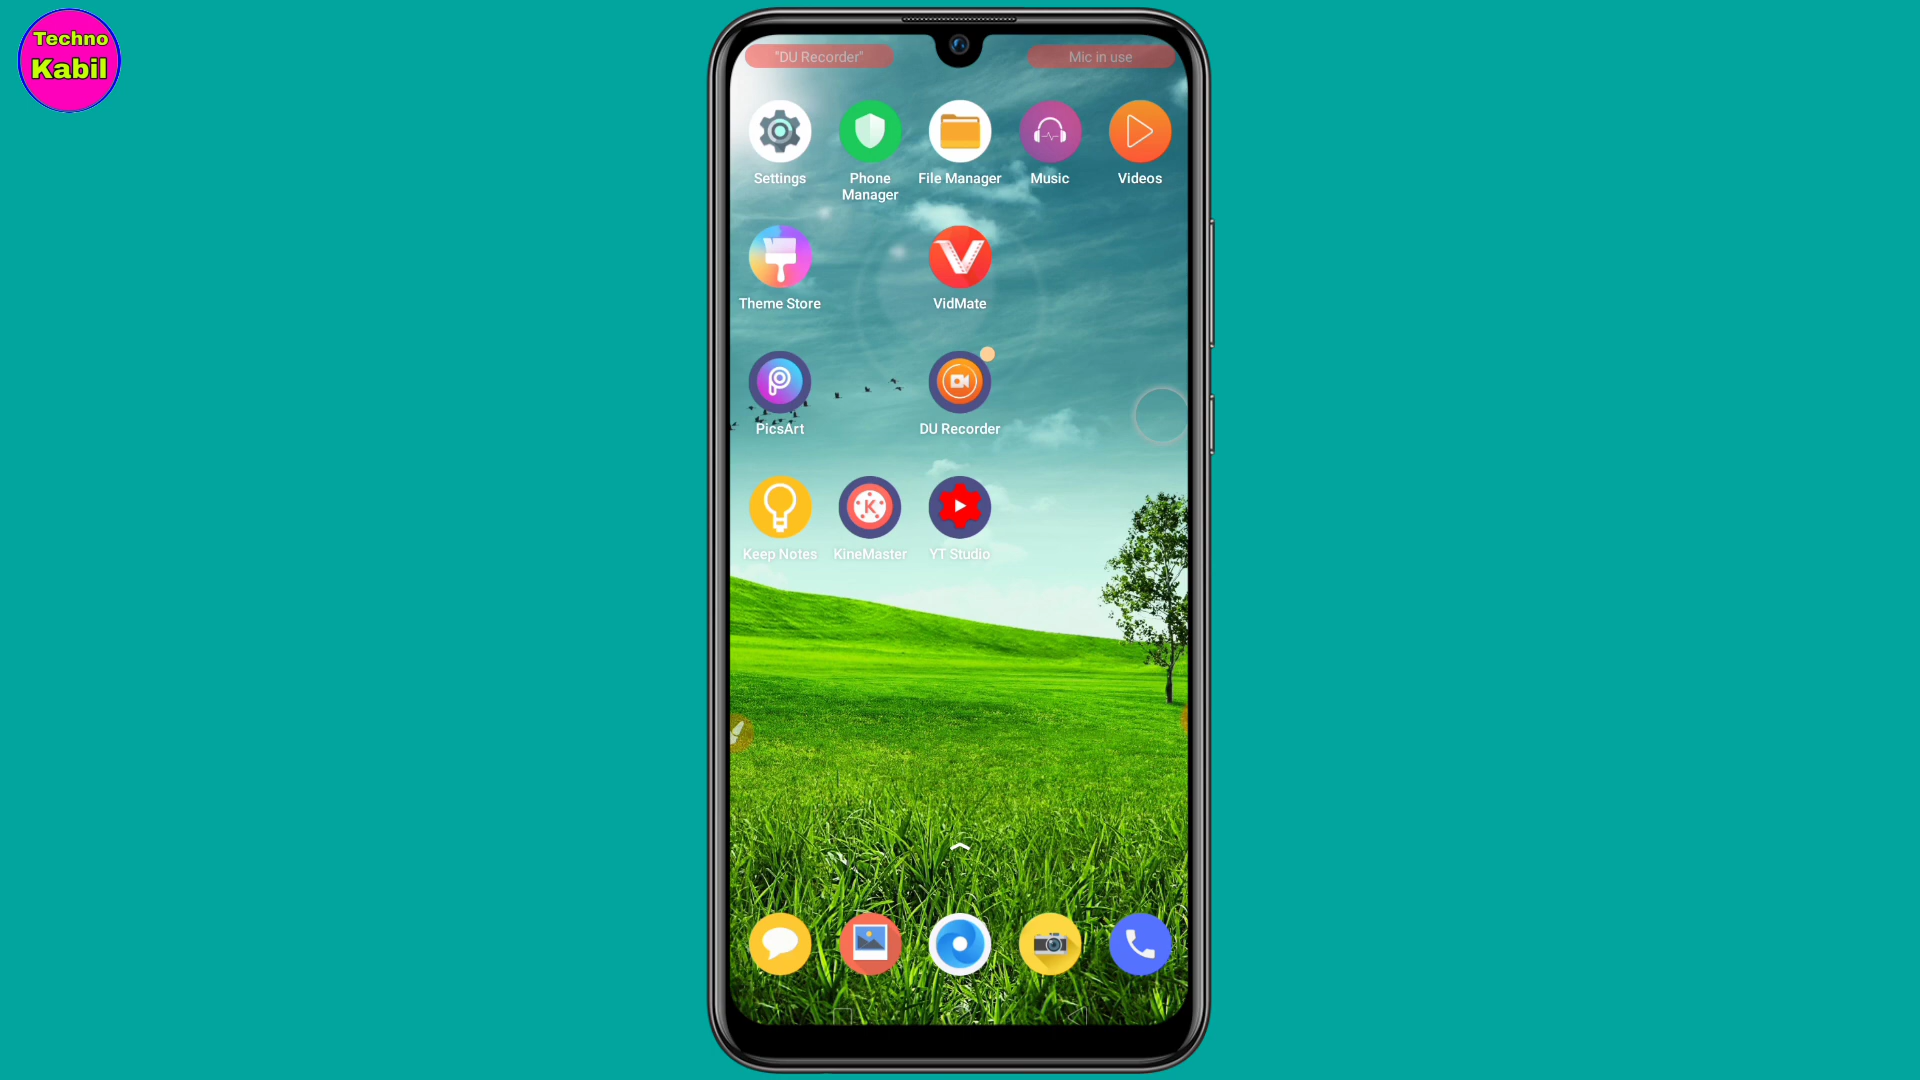 Techno
Kabil
"DU Recorder"
Mic in use
Settings
Phone
Manager
File Manager
Music
Videos
Theme Store
VidMate
PicsArt
DU Recorder
Keep Notes
KineMaster
YT Studio